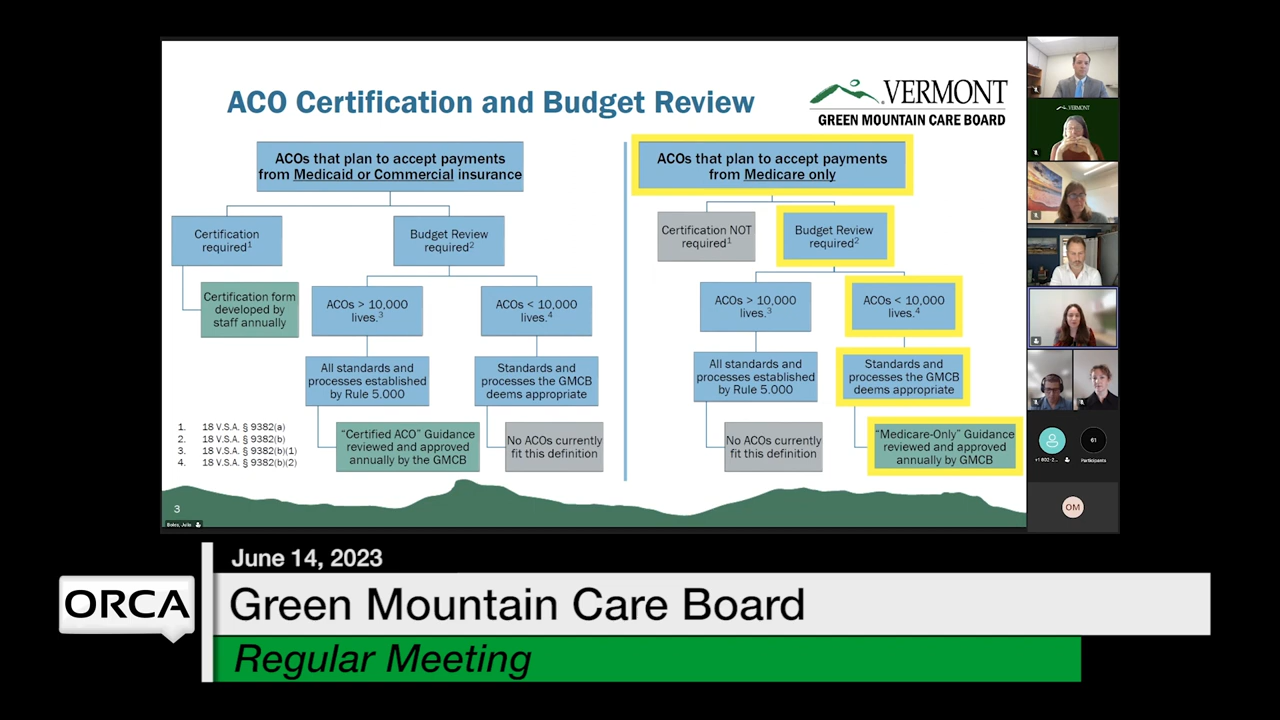 ACO Certification and Budget Review
VERMONT
GREEN MOUNTAIN CARE BOARD
ACOs that plan to accept payments
from Medicaid or Commercial insurance
Certification
required1
Budget Review
required2
Certification form
developed by
staff annually
ACOs > 10,000
lives.3
ACOs < 10,000
lives.4
All standards and
processes established
by Rule 5.000
Standards and
processes the GMCB
deems appropriate
“Certified ACO” Guidance
reviewed and approved
annually by the GMCB
No ACOs currently
fit this definition
1. 18 V.S.A. § 9382(a)
2. 18 V.S.A. § 9382(b)
3. 18 V.S.A. § 9382(b)(1)
4. 18 V.S.A. § 9382(b)(2)
ACOs that plan to accept payments
from Medicare only
Certification NOT
required1
Budget Review
required2
ACOs > 10,000
lives.3
ACOs < 10,000
lives.4
All standards and
processes established
by Rule 5.000
Standards and
processes the GMCB
deems appropriate
No ACOs currently
fit this definition
“Medicare-Only” Guidance
reviewed and approved
annually by GMCB
3
Boles, Julia
VERMONT
+1 802-2...
61
Participants
OM
June 14, 2023
ORCA
Green Mountain Care Board
Regular Meeting